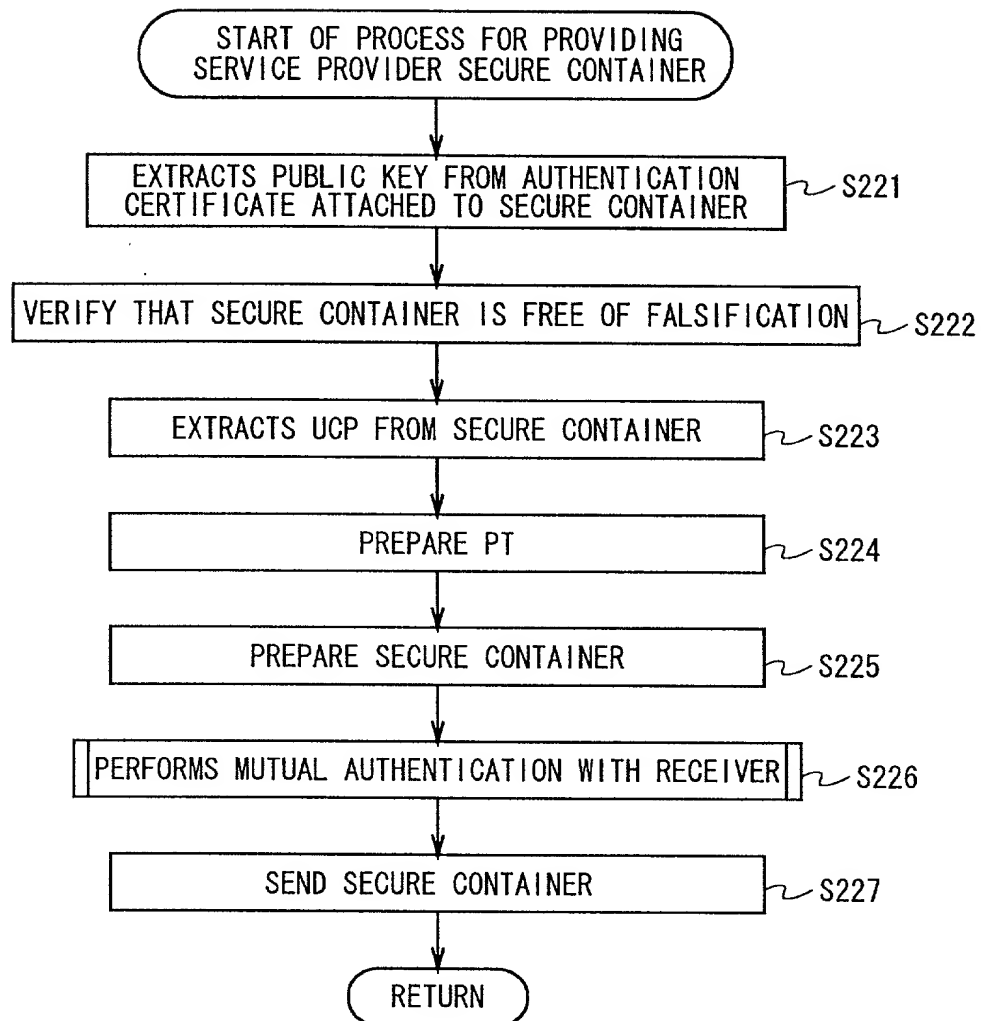 START OF PROCESS FOR PROVIDING
SERVICE PROVIDER SECURE CONTAINER
EXTRACTS PUBLIC KEY FROM AUTHENTICATION
CERTIFICATE ATTACHED TO SECURE CONTAINER
S221
VERIFY THAT SECURE CONTAINER IS FREE OF FALSIFICATION
S222
EXTRACTS UCP FROM SECURE CONTAINER
S223
PREPARE PT
S224
PREPARE SECURE CONTAINER
S225
PERFORMS MUTUAL AUTHENTICATION WITH RECEIVER
S226
SEND SECURE CONTAINER
S227
RETURN